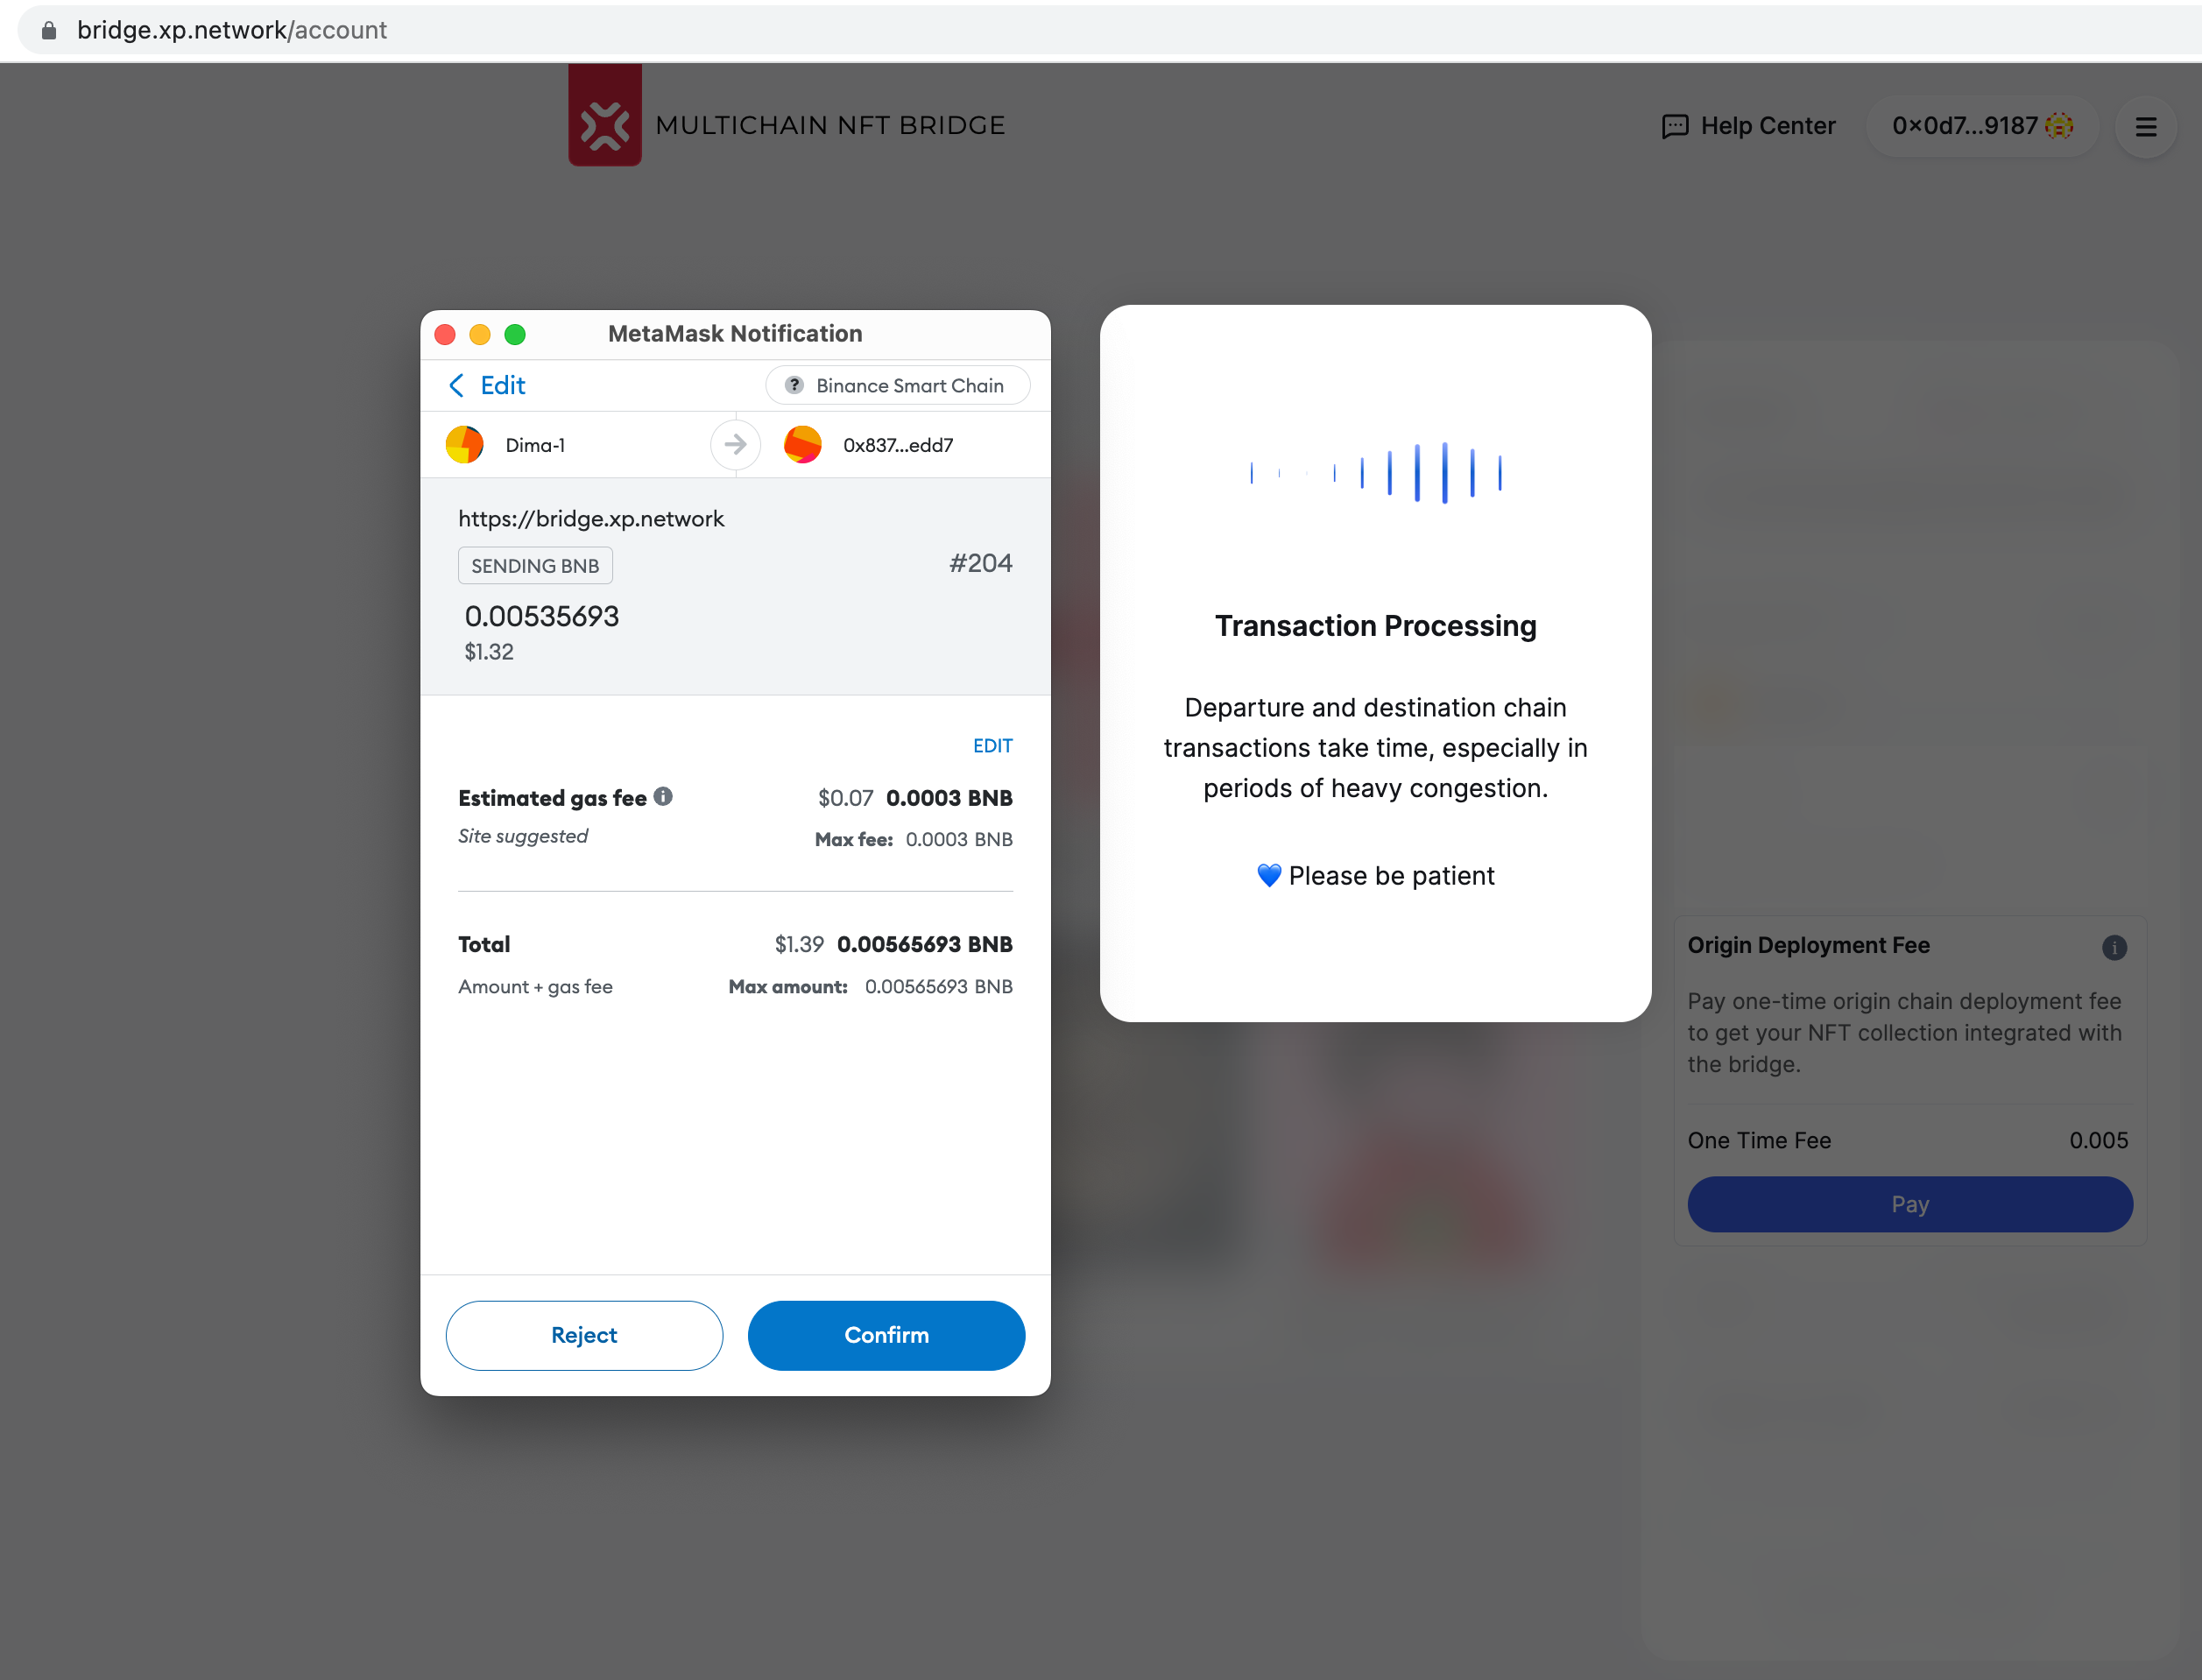 bridge.xp.network/account
MULTICHAIN NFT BRIDGE
Help Center
0x0d7...9187
MetaMask Notification
Edit
Binance Smart Chain
Dima-1
0x837...edd7
https://bridge.xp.network
SENDING BNB
#204
0.00535693
$1.32
EDIT
Estimated gas fee
$0.07 0.0003 BNB
Site suggested
Max fee: 0.0003 BNB
Total
$1.39 0.00565693 BNB
Amount + gas fee
Max amount: 0.00565693 BNB
Reject
Confirm
Transaction Processing
Departure and destination chain
transactions take time, especially in
periods of heavy congestion.
💙 Please be patient
Origin Deployment Fee
Pay one-time origin chain deployment fee
to get your NFT collection integrated with
the bridge.
One Time Fee
0.005
Pay